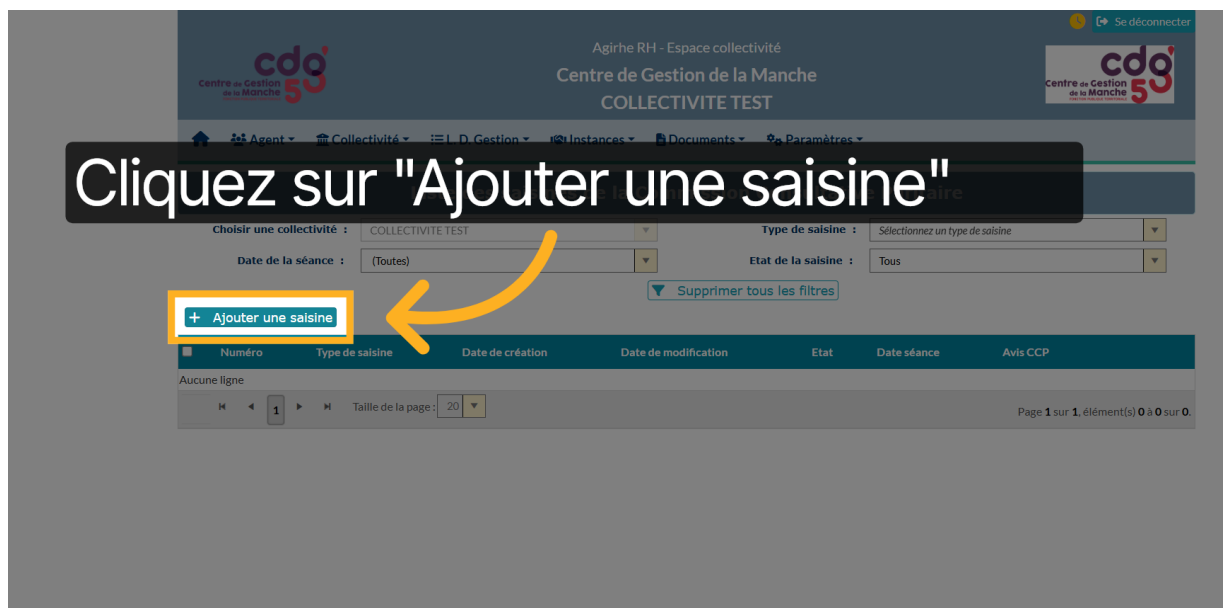 Se déconnecter
Agirhe RH - Espace collectivité
Centre de Gestion de la Manche
COLLECTIVITE TEST
cdg
Centre de Gestion
de la Manche
50
cdg
Centre de Gestion
de la Manche
50
Agent Collectivité L. D. Gestion Instances Documents Paramètres
Cliquez sur "Ajouter une saisine"
Choisir une collectivité : COLLECTIVITE TEST Type de saisine : Sélectionnez un type de saisine
Date de la séance : (Toutes) Etat de la saisine : Tous
Supprimer tous les filtres
+ Ajouter une saisine
Numéro Type de saisine Date de création Date de modification Etat Date séance Avis CCP
Aucune ligne
1 Taille de la page : 20 Page 1 sur 1, élément(s) 0 à 0 sur 0.